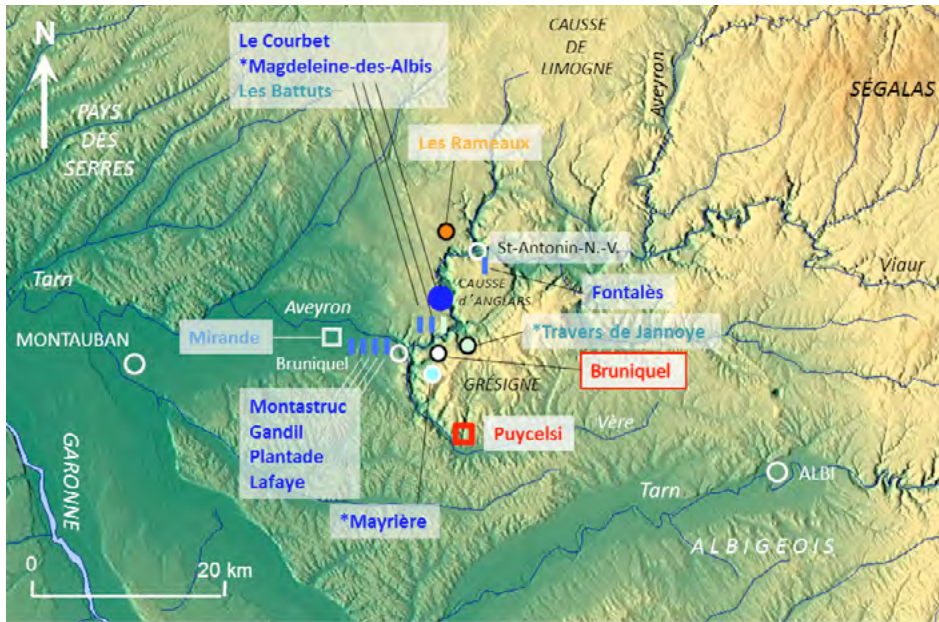 N
Le Courbet
*Magdeleine-des-Albis
Les Battuts
CAUSSE
DE
LIMOGNE
Aveyron
SÉGALAS
PAYS
DÈS
SERRES
Les Rameaux
St-Antonin-N.-V.
Viaur
Tarn
CAUSSE
d'ANGLARS
Fontalès
Aveyron
MONTAUBAN
Mirande
*Travers de Jannoye
Bruniquel
Bruniquel
GRÉSIGNE
Montastruc
Gandil
Plantade
Lafaye
Puycelsi
Vère
GARONNE
ALBI
Tarn
*Mayrière
ALBIGEOIS
0
20 km